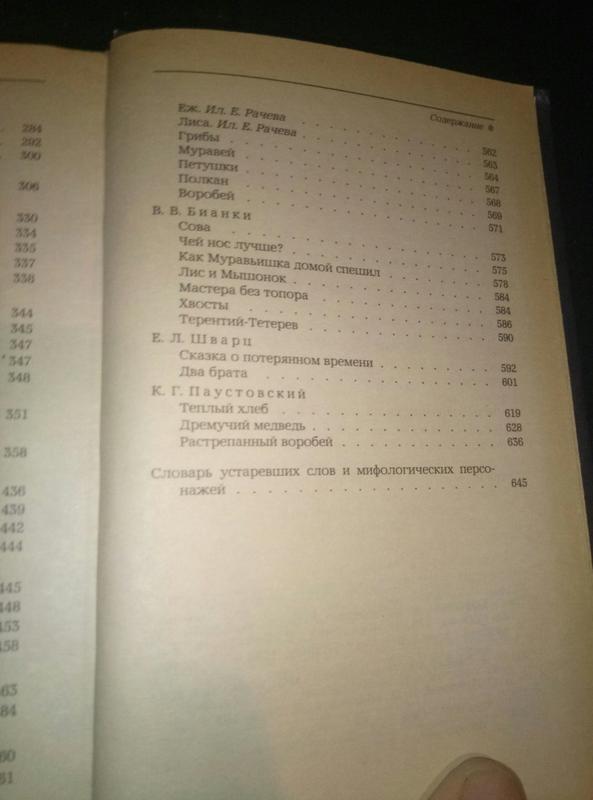 284
292
300
306
330
334
335
337
338
344
345
347
347
348
351
358
436
439
442
444
445
448
453
458
Содержание
Еж. Ил. Е. Рачева . . . . . 562
Лиса. Ил. Е. Рачева . . . . . 563
Грибы . . . . . 564
Муравей . . . . . 567
Петушки . . . . . 568
Полкан . . . . . 569
Воробей . . . . . 571
В. В. Бианки
Сова . . . . . 573
Чей нос лучше? . . . . . 575
Как Муравьишка домой спешил . . . . . 578
Лис и Мышонок . . . . . 584
Мастера без топора . . . . . 584
Хвосты . . . . . 586
Терентий-Тетерев . . . . . 590
Е. Л. Шварц
Сказка о потерянном времени . . . . . 592
Два брата . . . . . 601
К. Г. Паустовский
Теплый хлеб . . . . . 619
Дремучий медведь . . . . . 628
Растрепанный воробей . . . . . 636
Словарь устаревших слов и мифологических персо-
нажей . . . . . 645